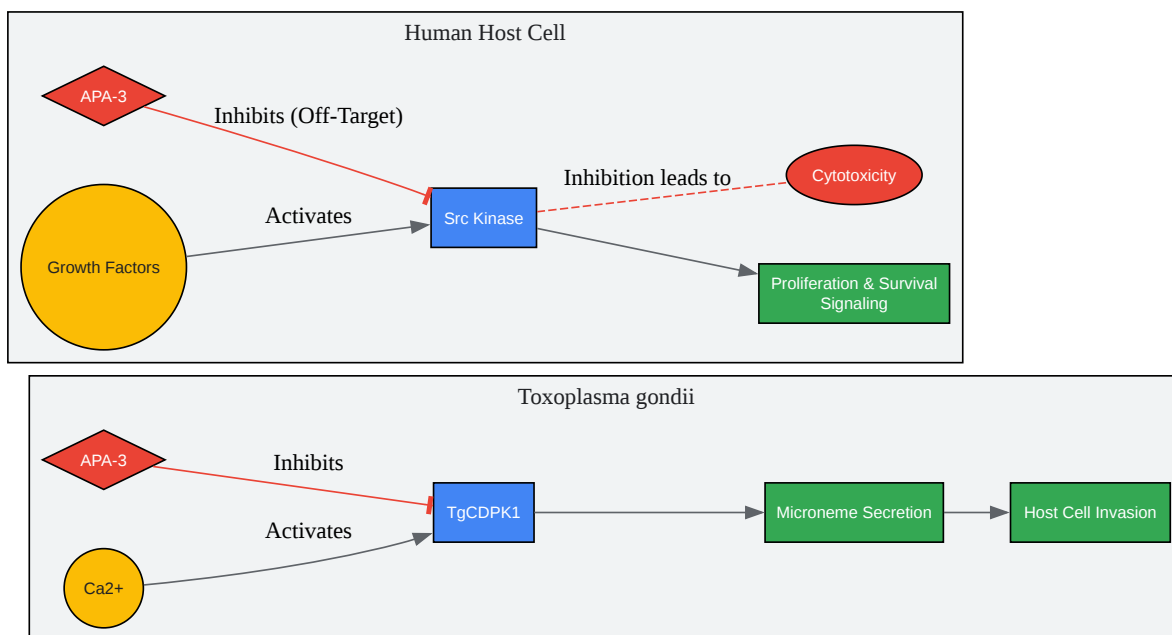 Human Host Cell
APA-3
Inhibits (Off-Target)
Inhibition leads to
Cytotoxicity
Activates
Src Kinase
Growth Factors
Proliferation & Survival
Signaling
Toxoplasma gondii
APA-3
Inhibits
Activates
TgCDPK1
Microneme Secretion
Host Cell Invasion
Ca2+